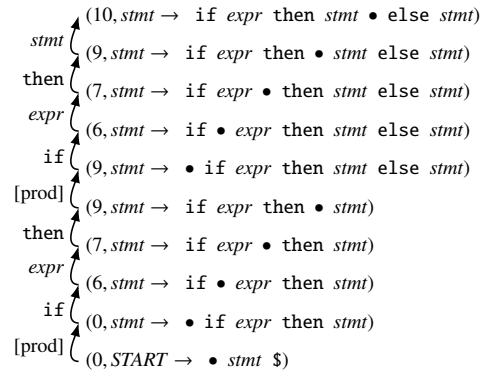 (10, stmt → if expr then stmt • else stmt)
stmt
(9, stmt → if expr then • stmt else stmt)
then
(7, stmt → if expr • then stmt else stmt)
expr
(6, stmt → if • expr then stmt else stmt)
if
(9, stmt → • if expr then stmt else stmt)
[prod]
(9, stmt → if expr then • stmt)
then
(7, stmt → if expr • then stmt)
expr
(6, stmt → if • expr then stmt)
if
(0, stmt → • if expr then stmt)
[prod]
(0, START → • stmt $)